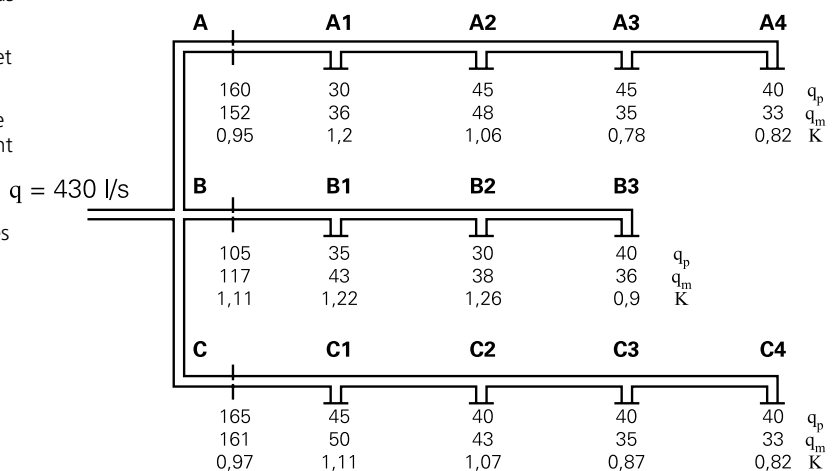 et
nt
A A1 A2 A3 A4
160 30 45 45 40 qp
152 36 48 35 33 qm
0,95 1,2 1,06 0,78 0,82 K
q = 430 l/s
B B1 B2 B3
105 35 30 40 qp
117 43 38 36 qm
1,11 1,22 1,26 0,9 K
C C1 C2 C3 C4
165 45 40 40 40 qp
161 50 43 35 33 qm
0,97 1,11 1,07 0,87 0,82 K